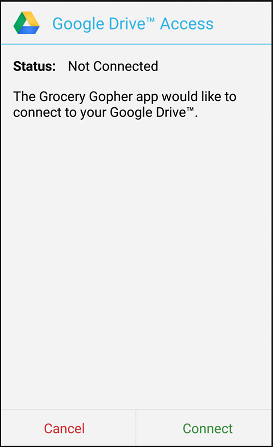 Google Drive™ Access
Status: Not Connected
The Grocery Gopher app would like to
connect to your Google Drive™.
Cancel Connect